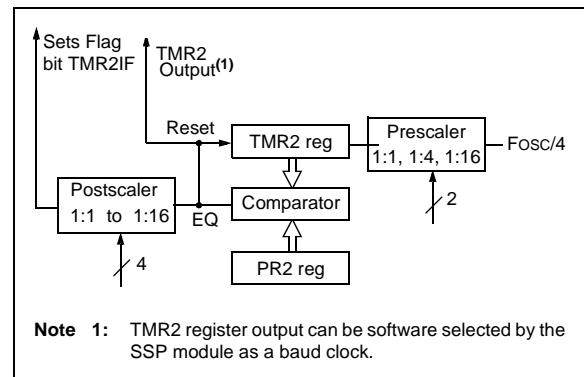 Sets Flag
bit TMR2IF
TMR2
Output(1)
Reset
TMR2 reg
Prescaler
1:1, 1:4, 1:16
FOSC/4
2
Postscaler
1:1 to 1:16
EQ
Comparator
4
PR2 reg
Note 1: TMR2 register output can be software selected by the
SSP module as a baud clock.